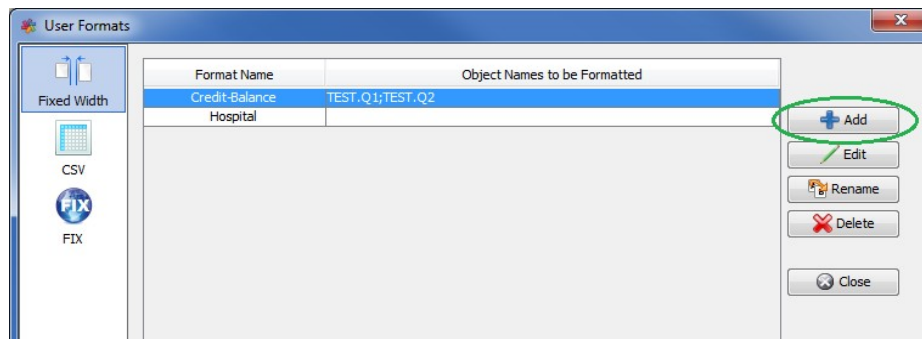 User Formats
Fixed Width
CSV
FIX
FIX
Format Name Object Names to be Formatted
Credit-Balance TEST.Q1;TEST.Q2
Hospital
Add
Edit
Rename
Delete
Close